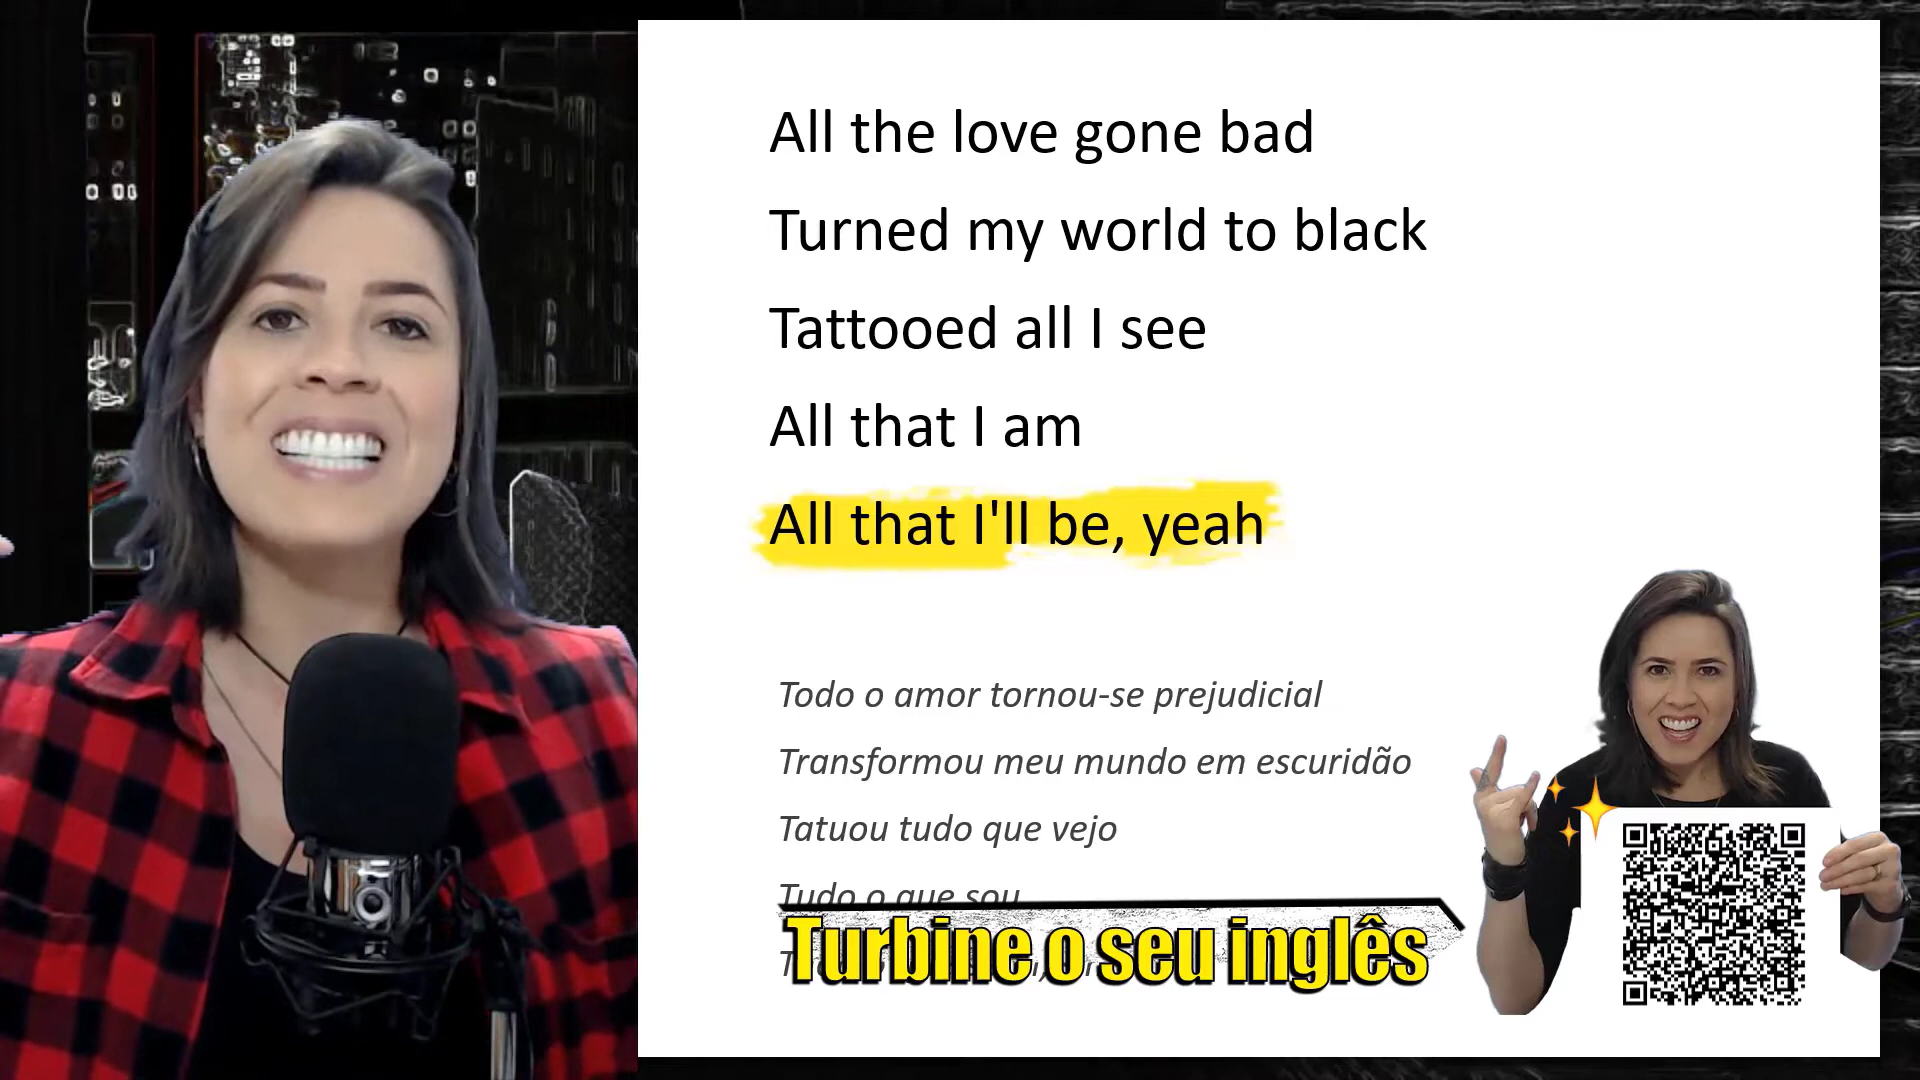 All the love gone bad
Turned my world to black
Tattooed all I see
All that I am
All that I'll be, yeah
Todo o amor tornou-se prejudicial
Transformou meu mundo em escuridão
Tatuou tudo que vejo
Tudo o que sou
Turbine o seu inglês